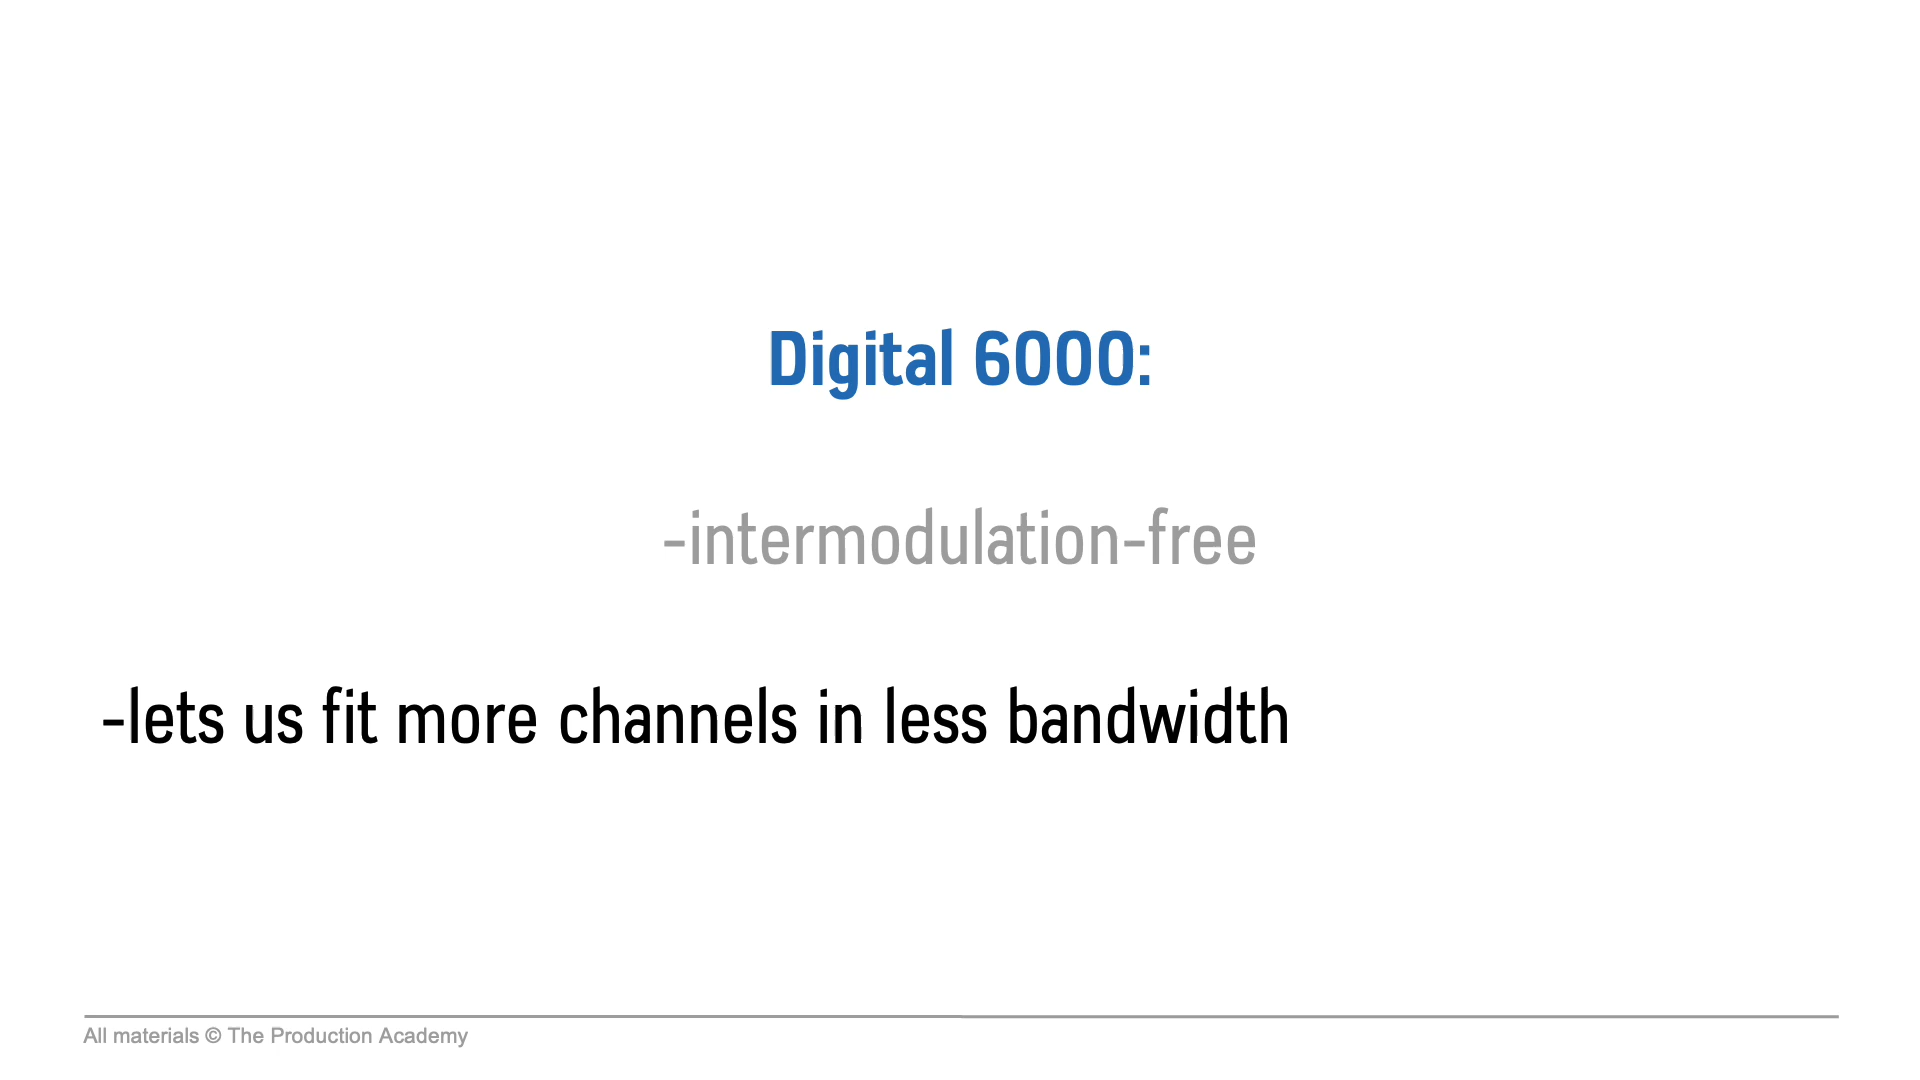 Digital 6000:
-intermodulation-free
-lets us fit more channels in less bandwidth
All materials © The Production Academy